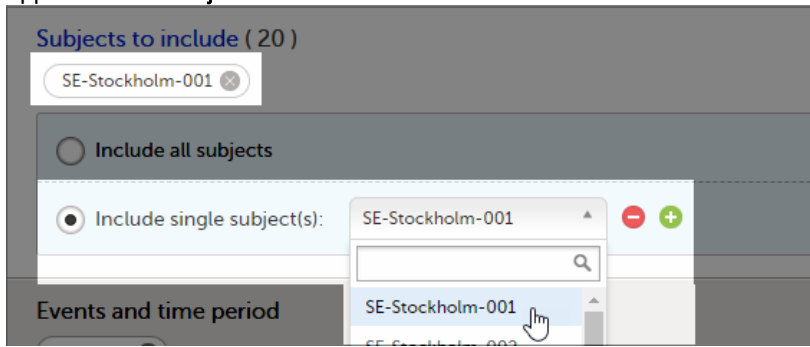 Subjects to include ( 20 )
SE-Stockholm-001
Include all subjects
Include single subject(s): SE-Stockholm-001
SE-Stockholm-001
Events and time period